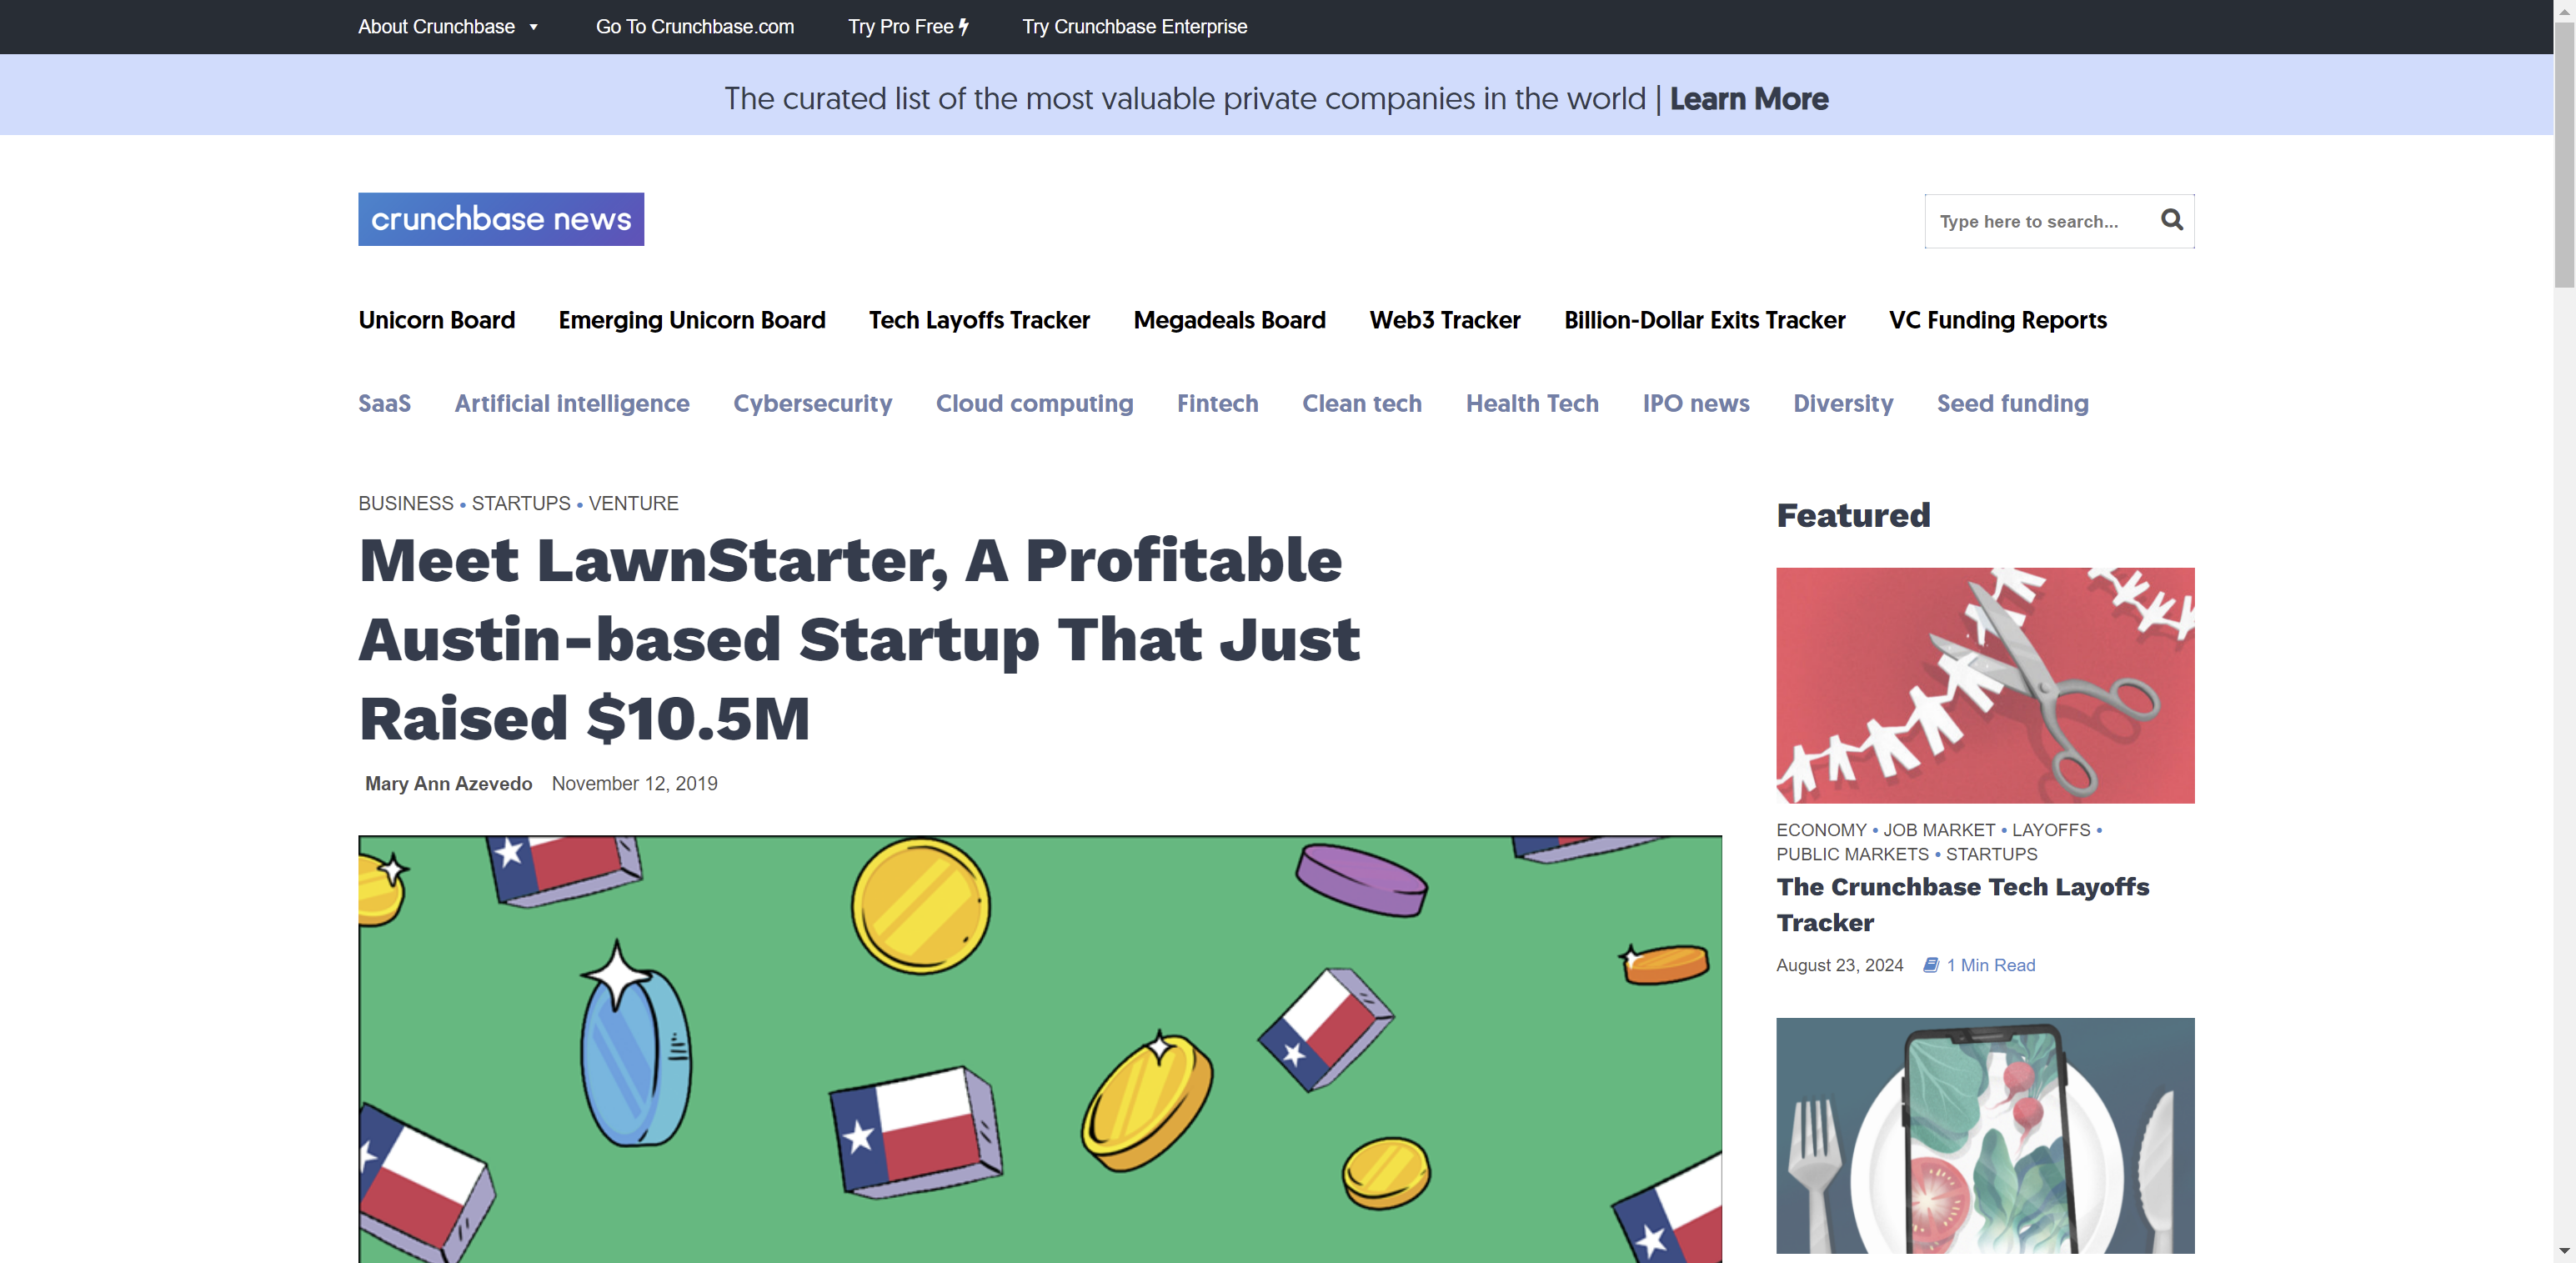 About Crunchbase
Go To Crunchbase.com
Try Pro Free
Try Crunchbase Enterprise
The curated list of the most valuable private companies in the world | Learn More
crunchbase news
Type here to search...
Unicorn Board
Emerging Unicorn Board
Tech Layoffs Tracker
Megadeals Board
Web3 Tracker
Billion-Dollar Exits Tracker
VC Funding Reports
SaaS
Artificial intelligence
Cybersecurity
Cloud computing
Fintech
Clean tech
Health Tech
IPO news
Diversity
Seed funding
BUSINESS • STARTUPS • VENTURE
Meet LawnStarter, A Profitable
Austin-based Startup That Just
Raised $10.5M
Mary Ann Azevedo November 12, 2019
Featured
ECONOMY • JOB MARKET • LAYOFFS •
PUBLIC MARKETS • STARTUPS
The Crunchbase Tech Layoffs
Tracker
August 23, 2024 1 Min Read